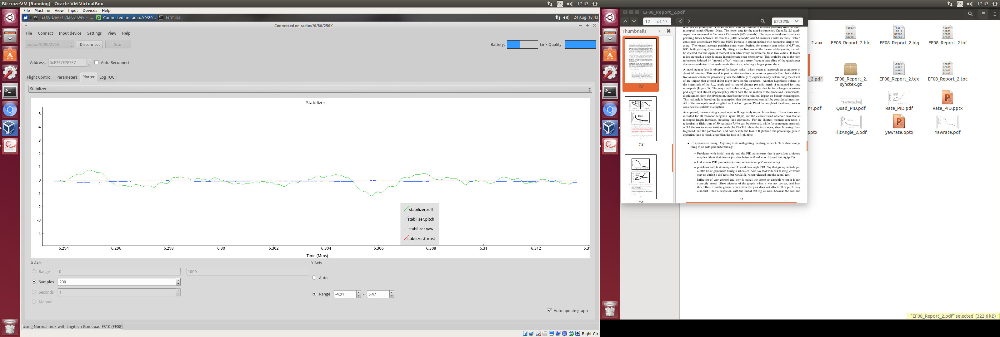 BitcrazeVM [Running] - Oracle VM VirtualBox
En
17:43
File Machine View Input Devices Help
[EF08_Dev - [~/EF08_Dev] - ....
Connected on radio://0/80...
Terminal
24 Aug, 18:43
Connected on radio://0/80/250K
File Connect Input device Settings View Help
radio://0/80/250K
Disconnect
Scan
Battery:
Link Quality:
Address:
0xE7E7E7E7E7
Auto Reconnect
Flight Control
Parameters
Plotter
Log TOC
Stabilizer
Stabilizer
5
4
3
2
1
0
-1
-2
-3
-4
stabilizer.roll
stabilizer.pitch
stabilizer.yaw
stabilizer.thrust
6.294 6.296 6.298 6.30 6.302 6.304 6.306 6.308 6.31 6.312 6.3
Time (Mms)
X Axis
Range 0 - 1000
Samples 200
Seconds 1
Manual
Y Axis
Auto
Range -4,91 - 5,47
Auto update graph
Using Normal mux with Logitech Gamepad F310 (EF08)
Right Ctrl
En
17:43
EF08_Report_2.pdf
12 of 17
62.32%
Thumbnails
12
13
14
time can be prolonged. A series of tests were performed to measure perching time for each
monopod length (Figure 10(a)). The hover time for the non-instrumented Crazyflie 2.0 quad-
copter was measured at 6 minutes 45 seconds (405 seconds). The experimental results indicate
perching times between 40 minutes (2400 seconds) and 63 minutes (3780 seconds), which
constitutes a significant 500% and 800% increase in operation time with respect to simple hov-
ering. The longest average perching times were obtained for moment arm ratios of 0.57 and
0.85, both yielding 63 minutes. By fitting a trendline around the measured datapoints, it could
be inferred that the optimal moment arm ratio would lie between these two values. If lower
ratios are used, a steep decrease in performance can be observed. This could be due to the high
turbulence induced by "ground effect", causing a more frequent unsettling of the quadcopter
due to recirculation of air underneath the rotors, inducing a larger power draw.
A much gentler loss is observed for larger ratios, which seem to approach an asymptote at
about 40 minutes. This could in part be attributed to a decrease in ground effect, but a defini-
tive answer cannot be provided, given the difficulty of experimentally determining the extent
of the impact that ground effect might have on the structure. Another hypothesis relates to
the magnitude of the θmax angle and its rate of change per unit length of monopod for long
monopods (Figure 3): The very small value of θmax indicates that further changes in mono-
pod length will almost imperceptibly affect both the inclination of the drone and its horizontal
displacement from the pivot point, therefore having a minimal impact on battery consumption.
This rationale is based on the assumption that the monopod can still be considered massless:
All of the monopods used weighted well below 1 gram (3% of the weight of the drone), so was
considered a suitable assumption.
As expected, instrumenting a quadcopter will negatively impact hover times. Hover times were
recorded for all monopod lengths (Figure 10(a)), and the clearest trend observed was that as
monopod length increases, hovering time decreases. For the shortest moment arm ratio, a
reduction in flight time of 30 seconds (7.4%) can be observed, while for a moment arm ratio
of 3.4 the loss increases to 68 seconds (16.7%).Talk about the two slopes, about hovering close
to ground, and the pareto chart, and how despite the loss in flight time, the percentage gain in
operation time is much larger than the loss in flight time.
• PID parameter tuning: Anything to do with getting the thing to perch. Talk about every-
thing to do with parameter tuning:
– Problems with initial test rig and the PID parameters that it gave.(put a picture
maybe). Show that motors just shot between 0 and max. Second test rig (p.55)
– Old vs new PID parameters (some comments on p.55 on use of ki)
– problems with first tuning rate PID and then angle PID. Say that giving attitude pid
a little bit of gain made tuning a lot easier. Also say that with first test rig, cf would
stay up during 1 dof tests, but would fall when released into the actual test.
– Influence of yaw control and why it makes the drone so unstable when it is not
correctly tuned. Show pictures of the graphs when it was not correct, and how
this differs from the general conception that yaw does not affect roll or pitch. Say
also that I had a suspicion with the initial test rig as well, because the roll and
12
t_2.aux
EF08_Report_2.bbl
EF08_Report_2.blg
EF08_Report_2.lof
t_2.pdf
EF08_Report_2.
synctex.gz
EF08_Report_2.tex
EF08_Report_2.toc
n1.pdf
Quad_PID.pdf
Rate_PID.pdf
Rate_PID.pptx
pptx
TiltAngle_2.pdf
yawrate.pptx
Yawrate.pdf
"EF08_Report_2.pdf" selected (322.6 kB)